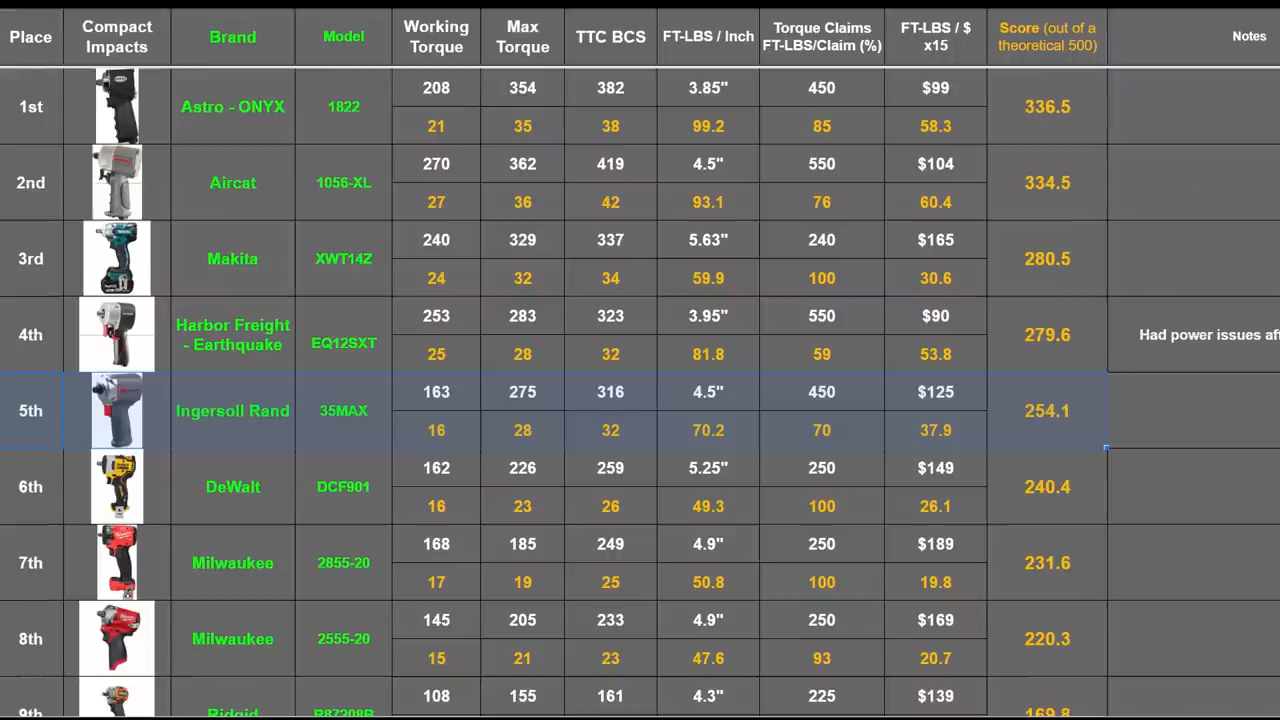 Place Compact Impacts Brand Model Working Torque Max Torque TTC BCS FT-LBS / Inch Torque Claims FT-LBS/Claim (%) FT-LBS / $ x15 Score (out of a theoretical 500) Notes
1st Astro - ONYX 1822 208 354 382 3.85" 450 $99 336.5
21 35 38 99.2 85 58.3
2nd Aircat 1056-XL 270 362 419 4.5" 550 $104 334.5
27 36 42 93.1 76 60.4
3rd Makita XWT14Z 240 329 337 5.63" 240 $165 280.5
24 32 34 59.9 100 30.6
4th Harbor Freight - Earthquake EQ12SXT 253 283 323 3.95" 550 $90 279.6 Had power issues aft
25 28 32 81.8 59 53.8
5th Ingersoll Rand 35MAX 163 275 316 4.5" 450 $125 254.1
16 28 32 70.2 70 37.9
6th DeWalt DCF901 162 226 259 5.25" 250 $149 240.4
16 23 26 49.3 100 26.1
7th Milwaukee 2855-20 168 185 249 4.9" 250 $189 231.6
17 19 25 50.8 100 19.8
8th Milwaukee 2555-20 145 205 233 4.9" 250 $169 220.3
15 21 23 47.6 93 20.7
9th Ridgid R87208B 108 155 161 4.3" 225 $139 169.8